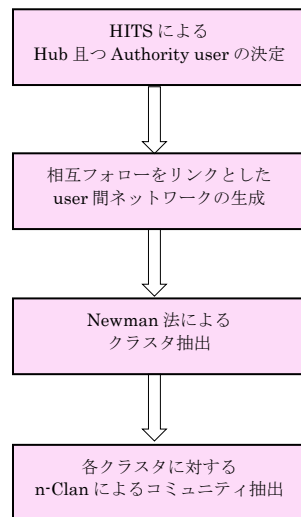 HITS による
Hub 且つ Authority user の決定
相互フォローをリンクとした
user 間ネットワークの生成
Newman 法による
クラスタ抽出
各クラスタに対する
n-Clan によるコミュニティ抽出